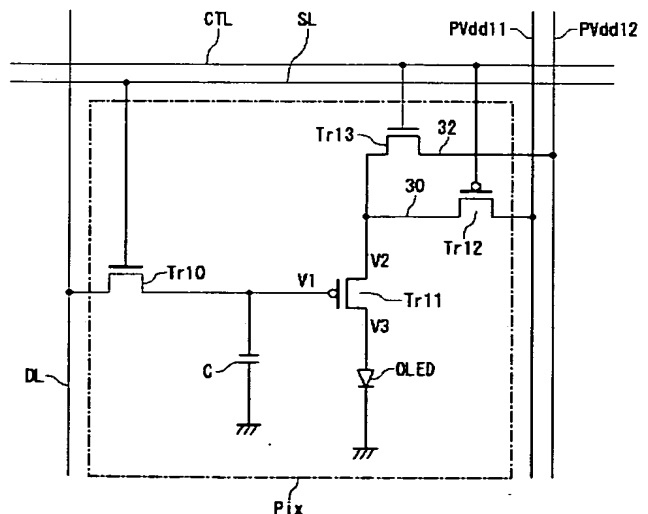 CTL SL PVdd11 PVdd12
Tr13 32
30
Tr12
V2
Tr10 V1 Tr11
V3
DL C OLED
Pix